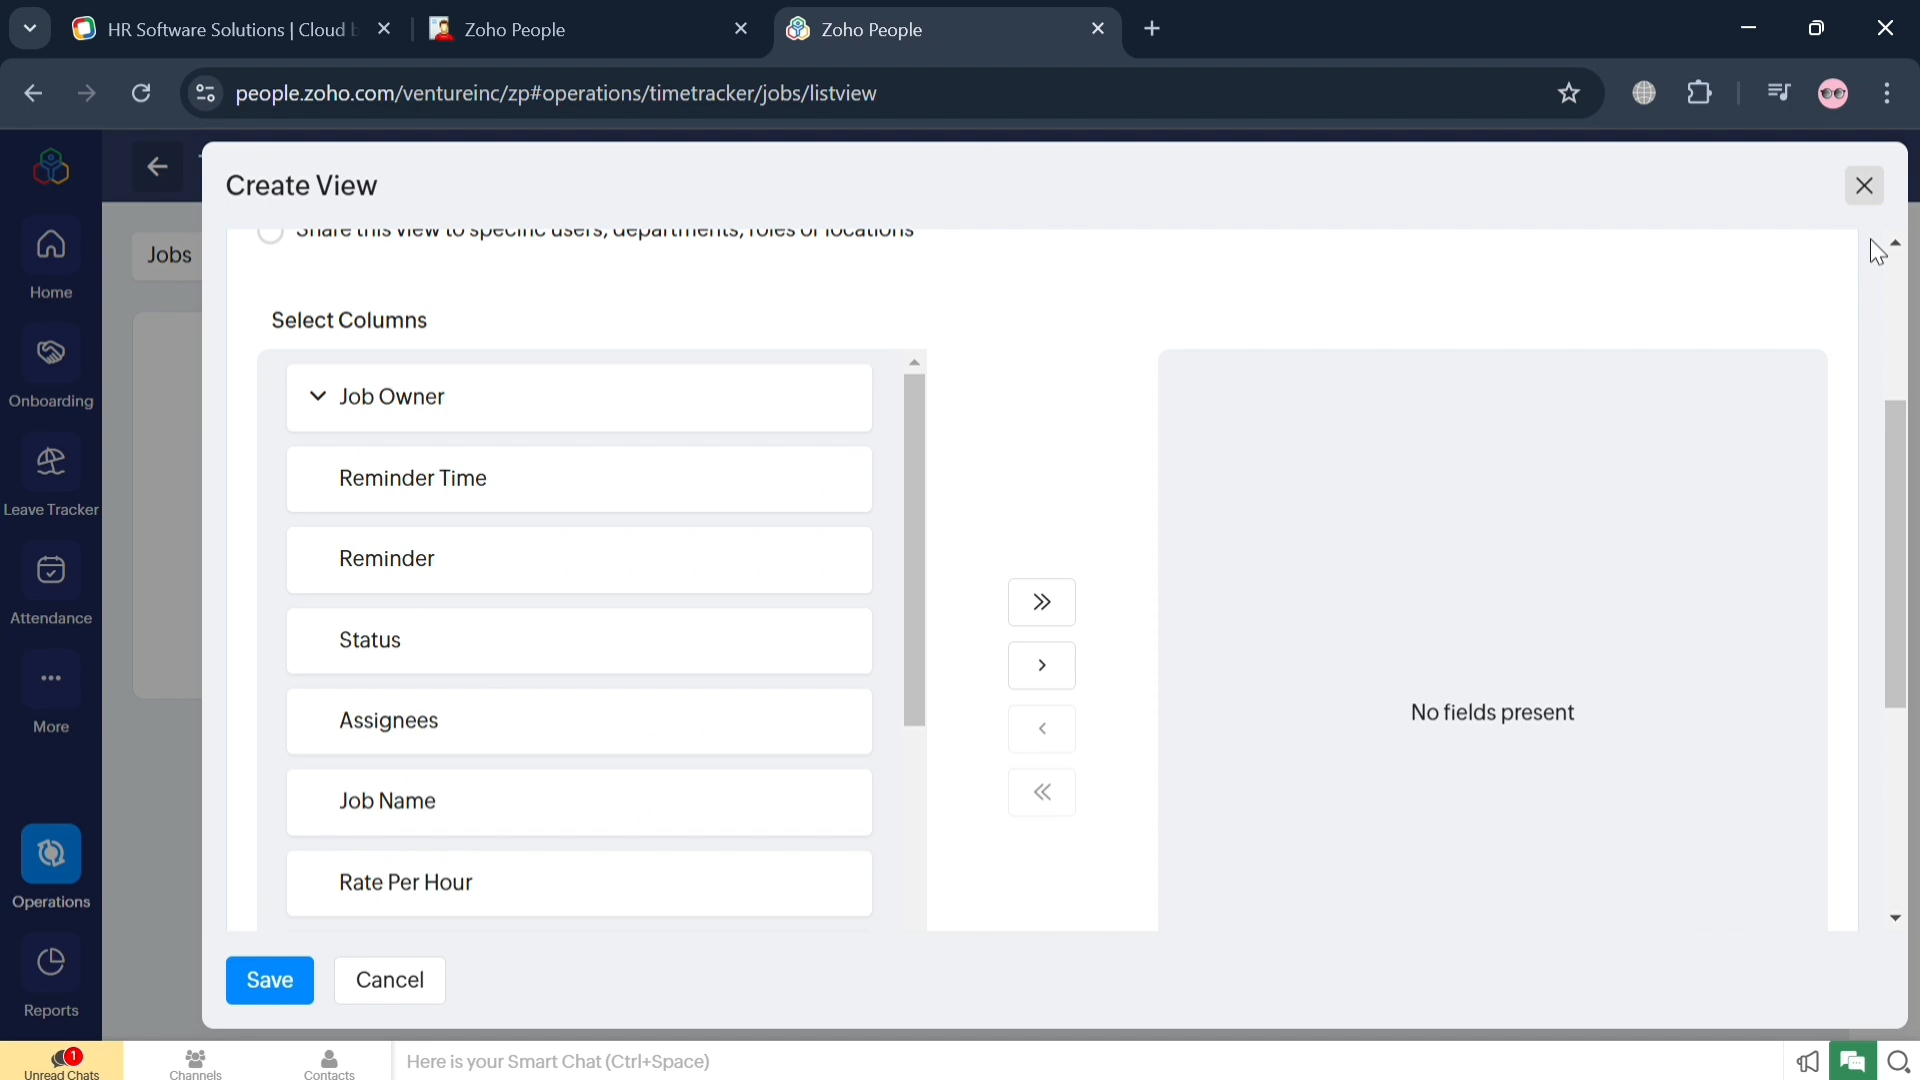 HR Software Solutions | Cloud b
Zoho People
Zoho People
people.zoho.com/ventureinc/zp#operations/timetracker/jobs/listview
Create View
Share this view to specific users, departments, roles or locations
Jobs
Home
Onboarding
Leave Tracker
Attendance
More
Operations
Reports
Select Columns
Job Owner
Reminder Time
Reminder
Status
Assignees
Job Name
Rate Per Hour
No fields present
Save
Cancel
1
Unread Chats
Channels
Contacts
Here is your Smart Chat (Ctrl+Space)